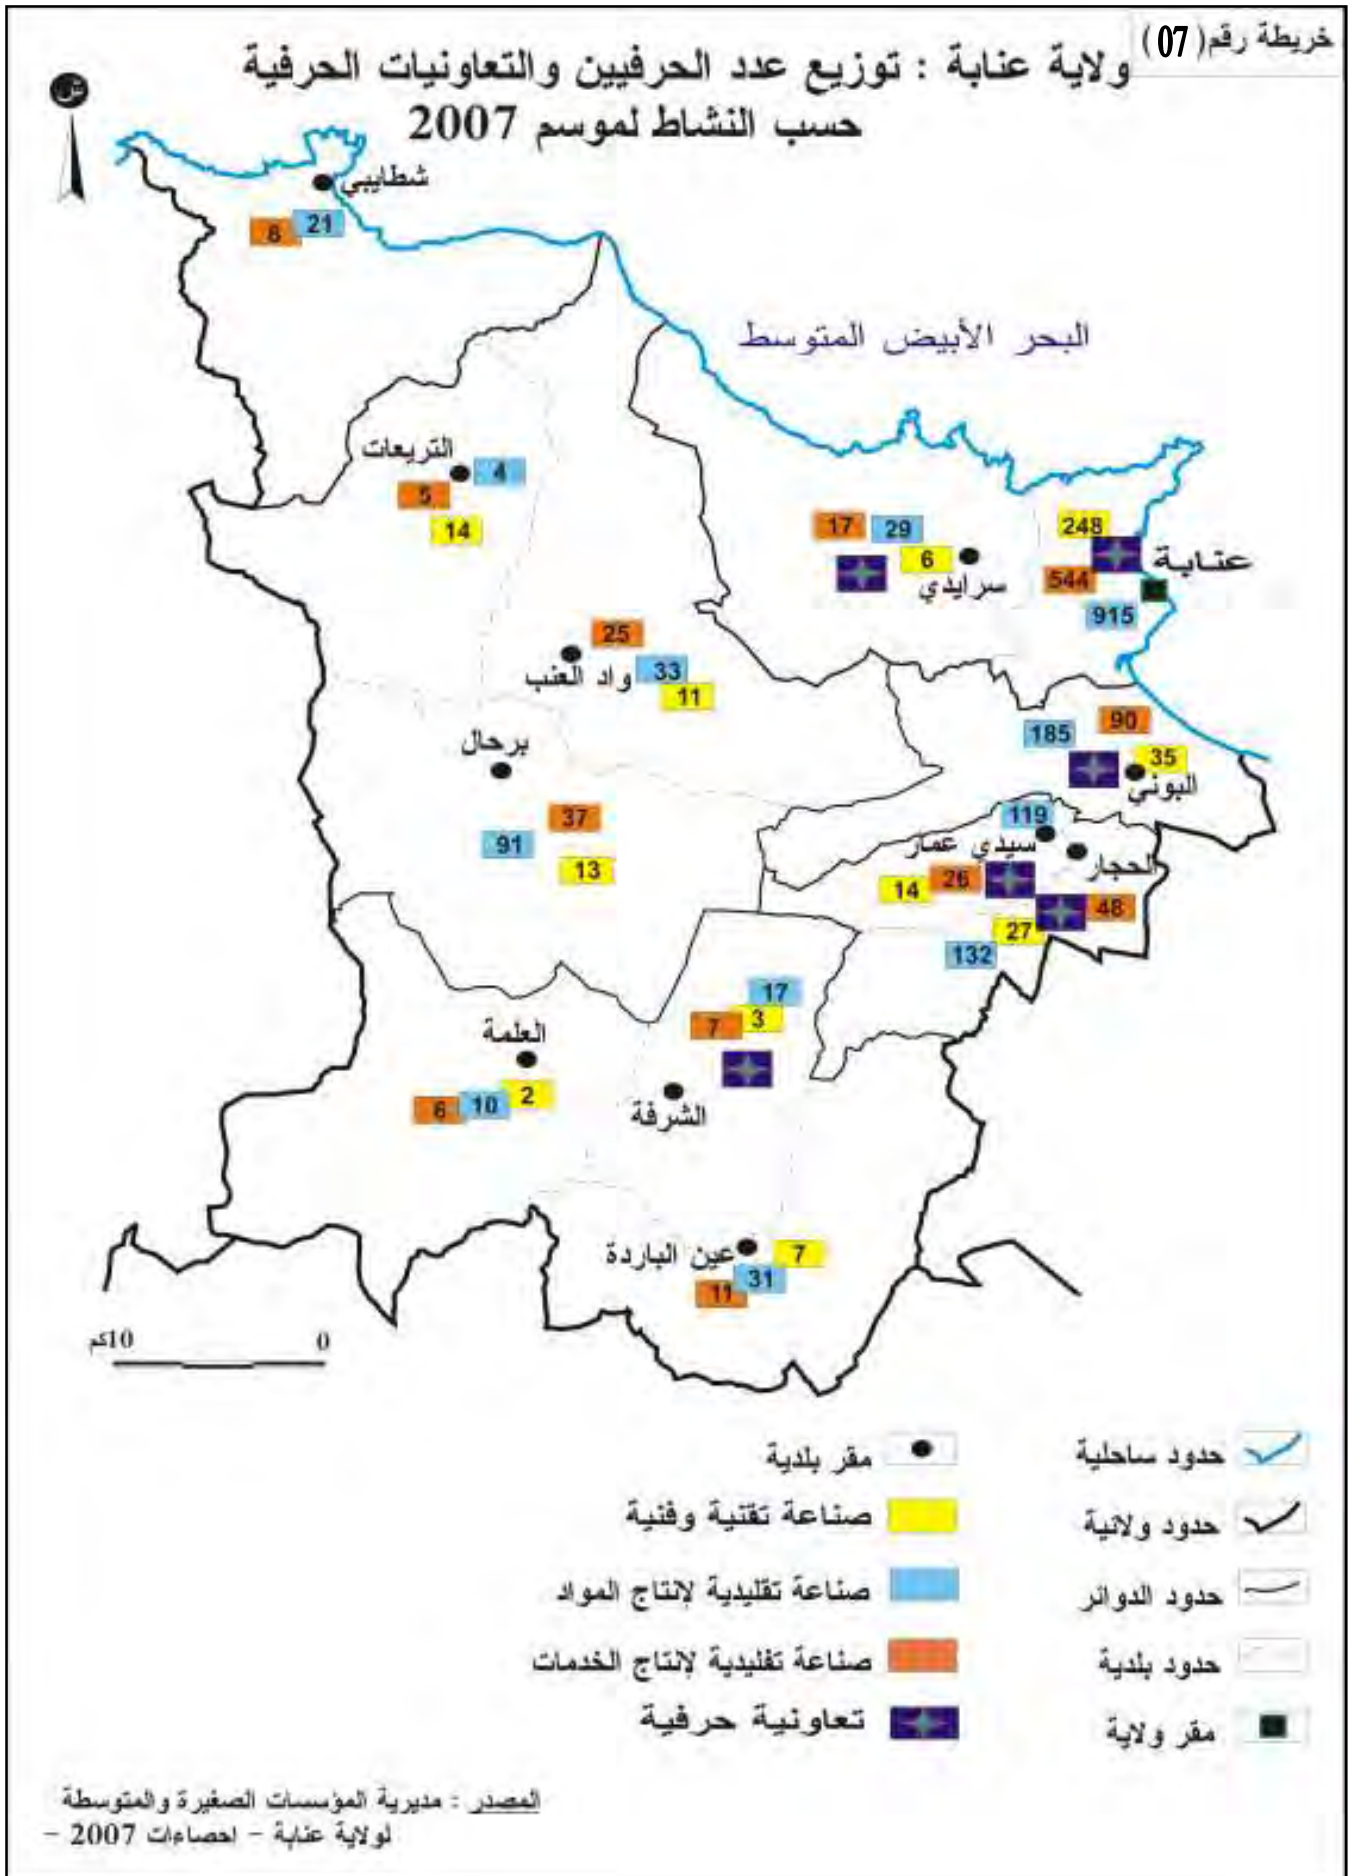 خريطة رقم (07)
ولاية عنابة : توزيع عدد الحرفيين والتعاونيات الحرفية
حسب النشاط لموسم 2007
ش
شطايبي
8 21
البحر الأبيض المتوسط
التريعات
4
5
14
17 29
6
سرايدي
248
عنابة
544
915
25
واد العنب
33
11
برحال
37
91
13
90
185
35
البوني
119
سيدي عمار
الحجار
14 26
48
27
132
17
3
7
الشرفة
العلمة
6 10 2
عين الباردة
7
31
11
10كم 0
حدود ساحلية
حدود ولائية
حدود الدوائر
حدود بلدية
مقر ولاية
مقر بلدية
صناعة تقنية وفنية
صناعة تقليدية لإنتاج المواد
صناعة تقليدية لإنتاج الخدمات
تعاونية حرفية
المصدر : مديرية المؤسسات الصغيرة والمتوسطة
لولاية عنابة - احصاءات 2007 -